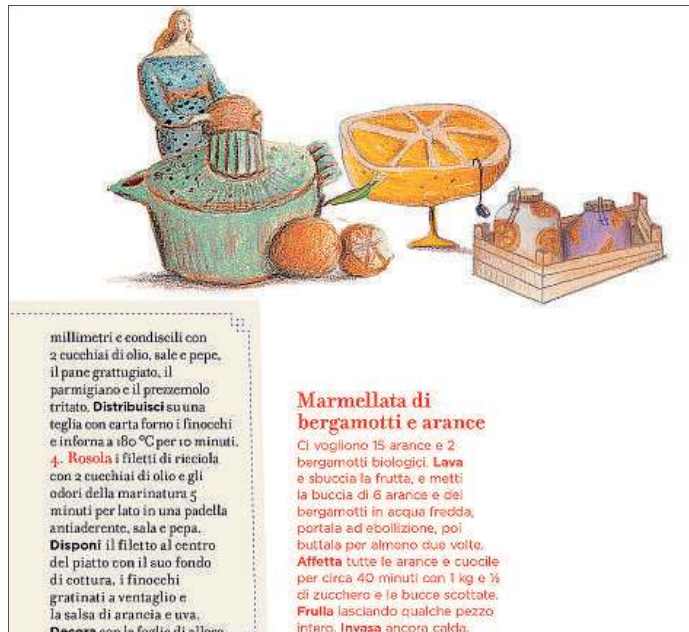 millimetri e condiscili con
2 cucchiai di olio, sale e pepe,
il pane grattugiato, il
parmigiano e il prezzemolo
tritato. Distribuisci su una
teglia con carta forno i finocchi
e inforna a 180 °C per 10 minuti.
4. Rosola i filetti di ricciola
con 2 cucchiai di olio e gli
odori della marinatura 5
minuti per lato in una padella
antiaderente, sala e pepa.
Disponi il filetto al centro
del piatto con il suo fondo
di cottura, i finocchi
gratinati a ventaglio e
la salsa di arancia e uva.
Decora con le foglie di alloro
Marmellata di
bergamotti e arance
Ci vogliono 15 arance e 2
bergamotti biologici. Lava
e sbuccia la frutta, e metti
la buccia di 6 arance e dei
bergamotti in acqua fredda,
portala ad ebollizione, poi
buttala per almeno due volte.
Affetta tutte le arance e cuocile
per circa 40 minuti con 1 kg e ½
di zucchero e le bucce scottate.
Frulla lasciando qualche pezzo
intero. Invasa ancora calda.